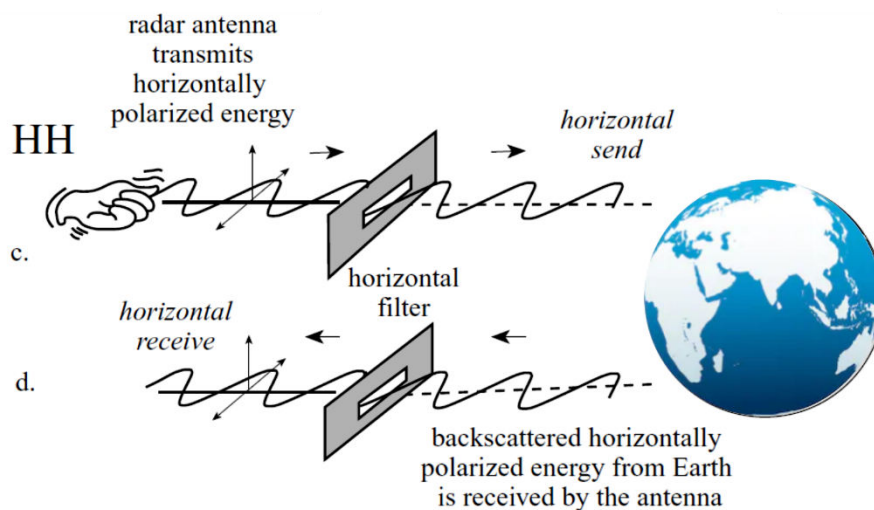 radar antenna
transmits
horizontally
polarized energy
HH
horizontal
send
c.
horizontal
filter
horizontal
receive
d.
backscattered horizontally
polarized energy from Earth
is received by the antenna